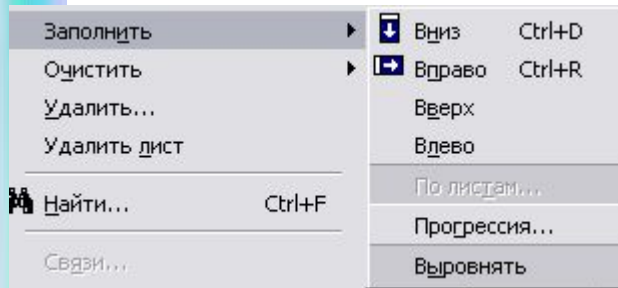 Заполнить
Очистить
Удалить...
Удалить лист
Найти... Ctrl+F
Связи...
Вниз Ctrl+D
Вправо Ctrl+R
Вверх
Влево
По листам...
Прогрессия...
Выровнять